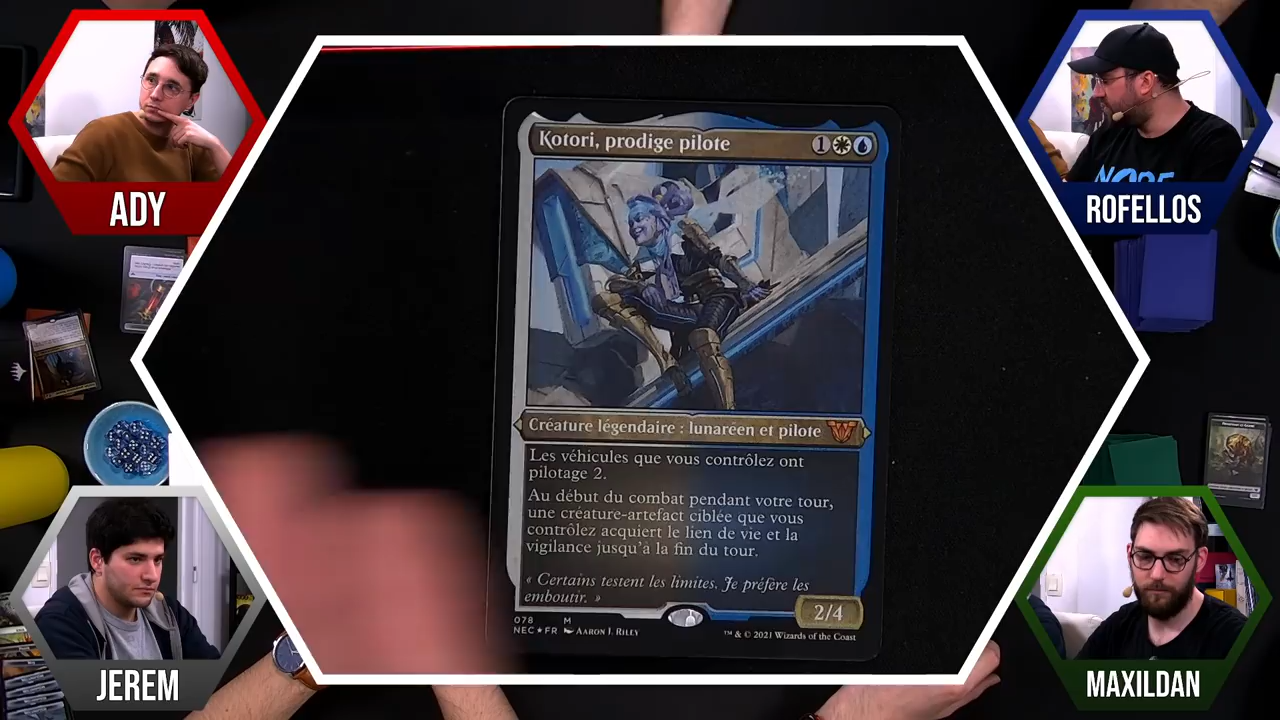 ADY
ROFELLOS
Kotori, prodige pilote
1
Créature légendaire : lunaréen et pilote
Les véhicules que vous contrôlez ont
pilotage 2.
Au début du combat pendant votre tour,
une créature-artefact ciblée que vous
contrôlez acquiert le lien de vie et la
vigilance jusqu'à la fin du tour.
« Certains testent les limites. Je préfère les
emboutir. »
2/4
078 M
NEC ★ FR AARON J. RILEY
™ & © 2021 Wizards of the Coast
JEREM
MAXILDAN